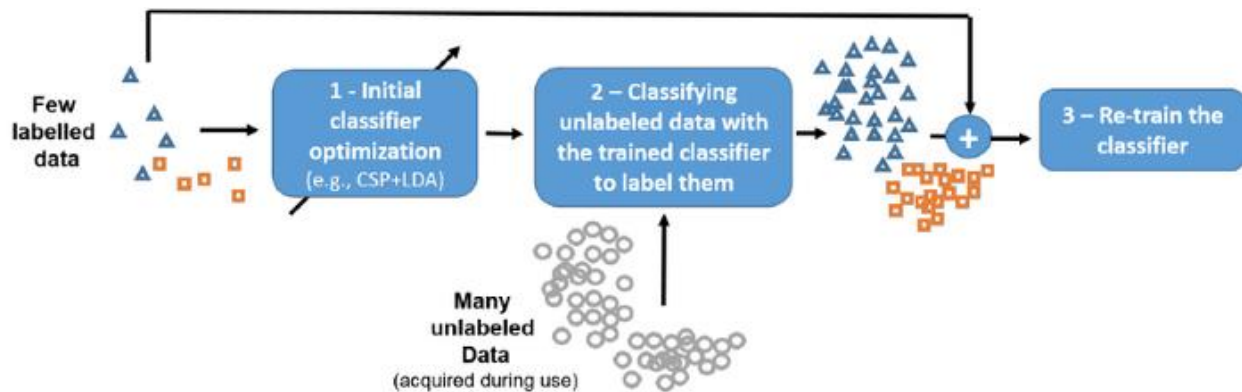 Few
labelled
data
1 - Initial
classifier
optimization
(e.g., CSP+LDA)
2 – Classifying
unlabeled data with
the trained classifier
to label them
+
3 – Re-train the
classifier
Many
unlabeled
Data
(acquired during use)